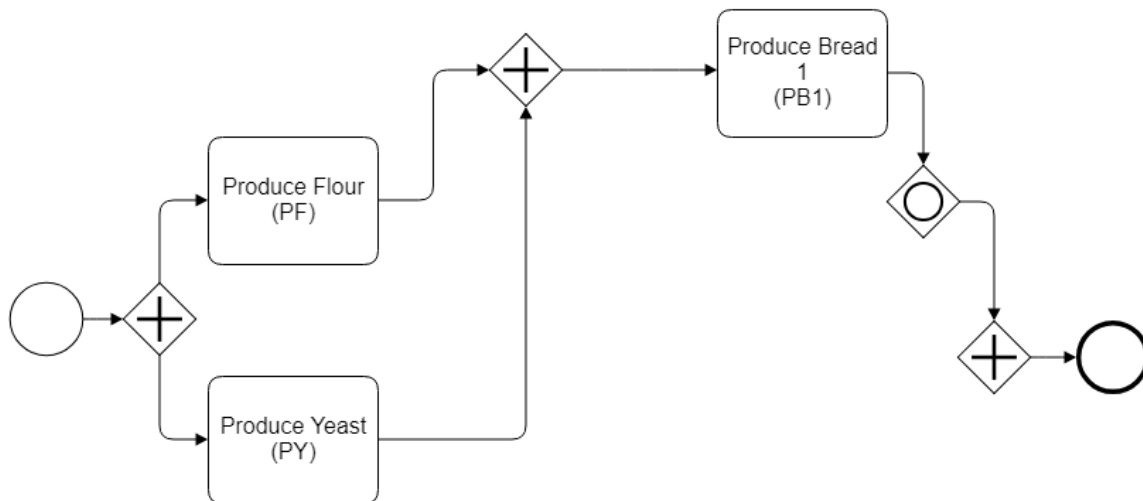 Produce Bread
1
(PB1)
Produce Flour
(PF)
Produce Yeast
(PY)